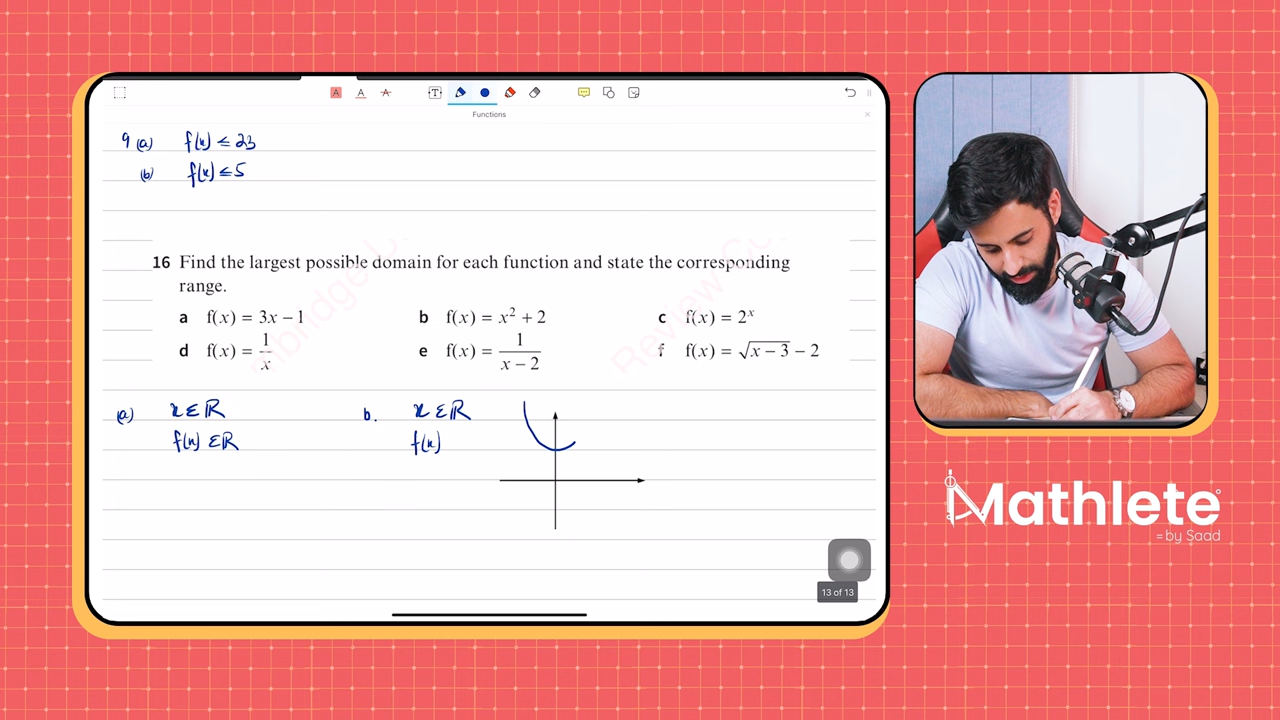 Functions
9 (a) f(x) ≤ 23
(b) f(x) ≤ 5
16 Find the largest possible domain for each function and state the corresponding
range.
a f(x) = 3x − 1 b f(x) = x² + 2 c f(x) = 2ˣ
d f(x) = 1/x e f(x) = 1/(x − 2) f f(x) = √(x − 3) − 2
(a) x ∈ ℝ b. x ∈ ℝ
f(x) ∈ ℝ f(x)
13 of 13
Mathlete
= by Saad